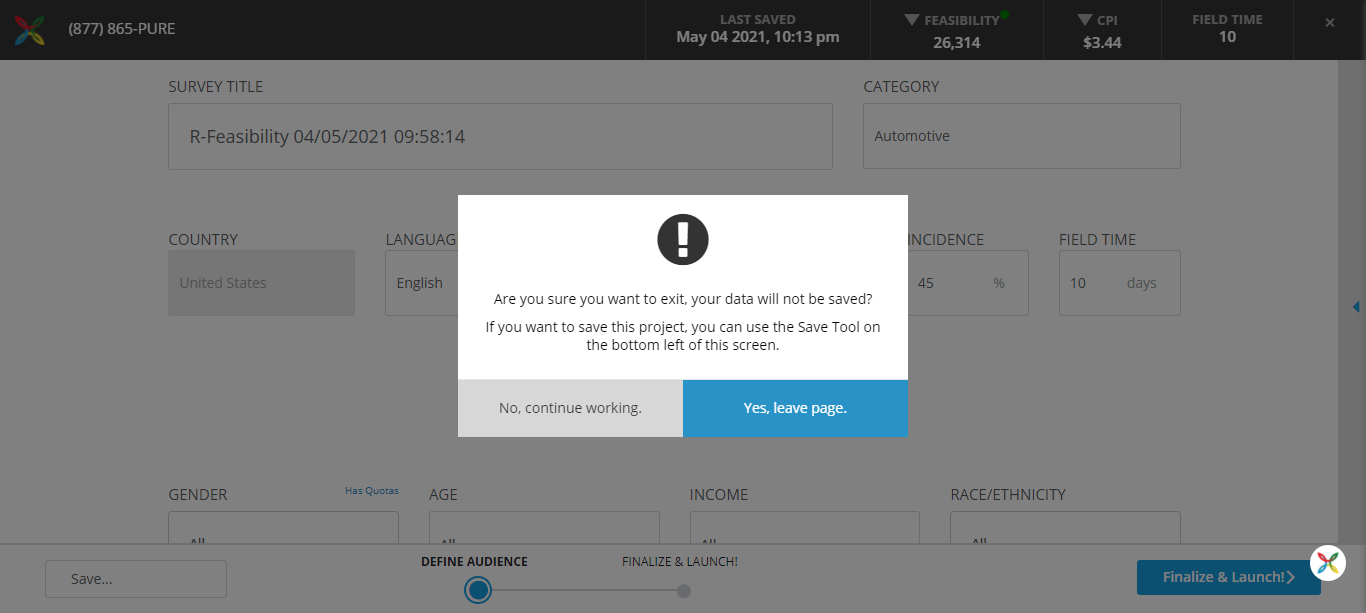 (877) 865-PURE
LAST SAVED
May 04 2021, 10:13 pm
FEASIBILITY
26,314
CPI
$3.44
FIELD TIME
10
×
SURVEY TITLE
R-Feasibility 04/05/2021 09:58:14
CATEGORY
Automotive
COUNTRY
United States
LANGUAG
English
INCIDENCE
45 %
FIELD TIME
10 days
Are you sure you want to exit, your data will not be saved?
If you want to save this project, you can use the Save Tool on
the bottom left of this screen.
No, continue working.
Yes, leave page.
GENDER
Has Quotas
All
AGE
All
INCOME
All
RACE/ETHNICITY
All
Save...
DEFINE AUDIENCE
FINALIZE & LAUNCH!
Finalize & Launch!